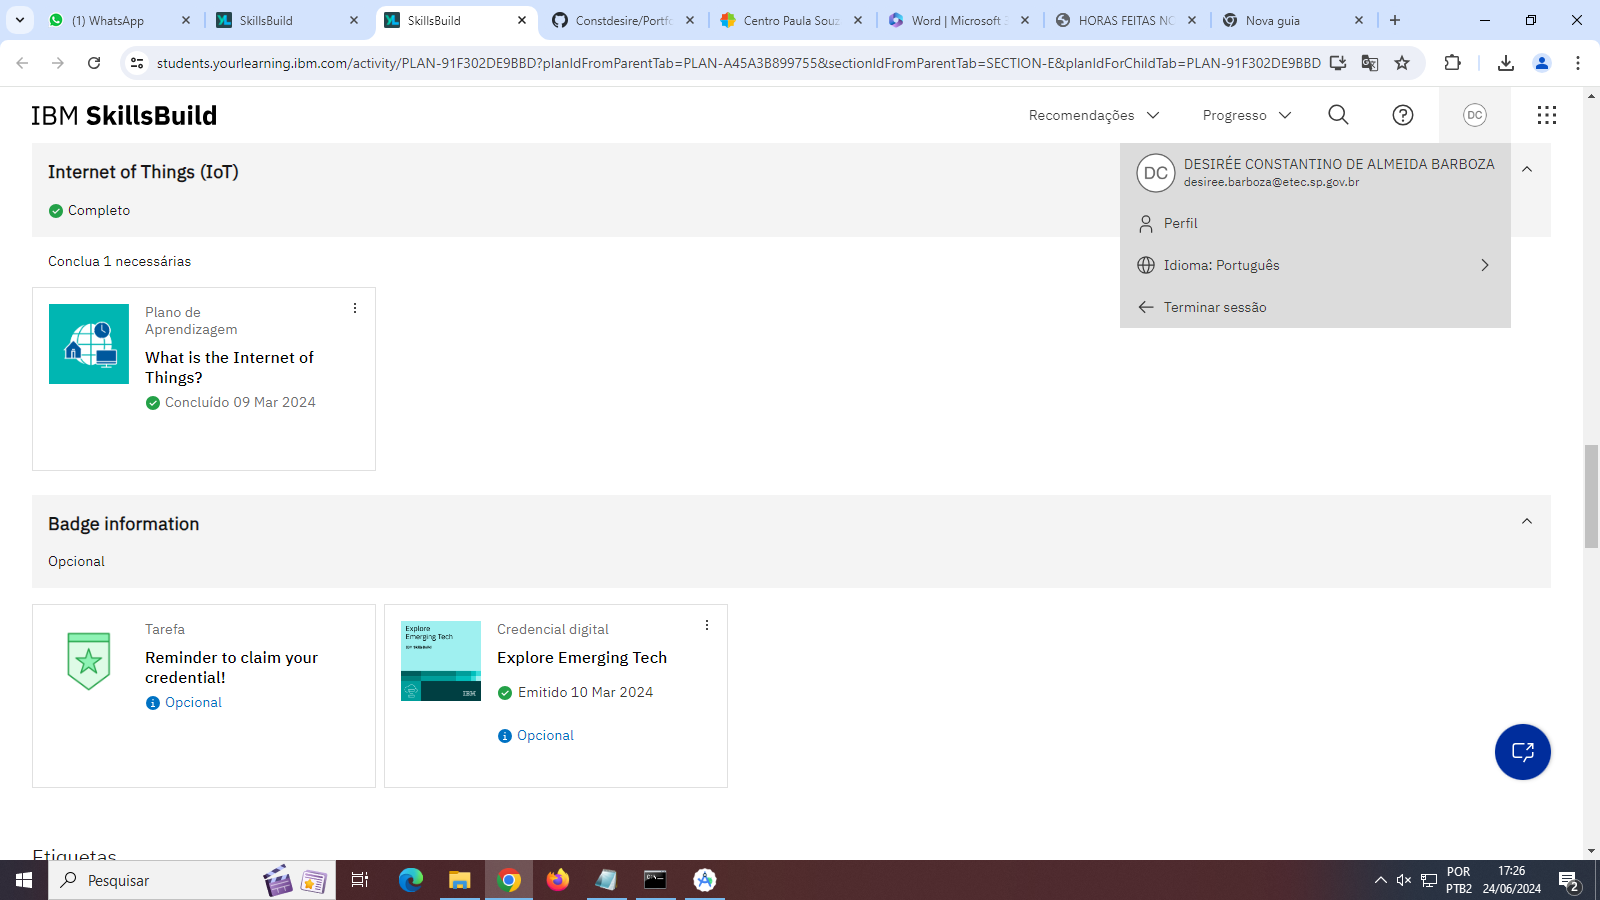 (1) WhatsApp
SkillsBuild
SkillsBuild
Constdesire/Portfo
Centro Paula Souz
Word | Microsoft 3
HORAS FEITAS NO
Nova guia
students.yourlearning.ibm.com/activity/PLAN-91F302DE9BBD?planIdFromParentTab=PLAN-A45A3B899755&sectionIdFromParentTab=SECTION-E&planIdForChildTab=PLAN-91F302DE9BBD
IBM SkillsBuild
Recomendações
Progresso
DC
Internet of Things (IoT)
Completo
DC
DESIRÉE CONSTANTINO DE ALMEIDA BARBOZA
desiree.barboza@etec.sp.gov.br
Perfil
Idioma: Português
Terminar sessão
Conclua 1 necessárias
Plano de
Aprendizagem
What is the Internet of
Things?
Concluído 09 Mar 2024
Badge information
Opcional
Tarefa
Reminder to claim your
credential!
Opcional
Explore
Emerging Tech
IBM SkillsBuild
IBM
Credencial digital
Explore Emerging Tech
Emitido 10 Mar 2024
Opcional
Etiquetas
Pesquisar
POR
PTB2
17:26
24/06/2024
2